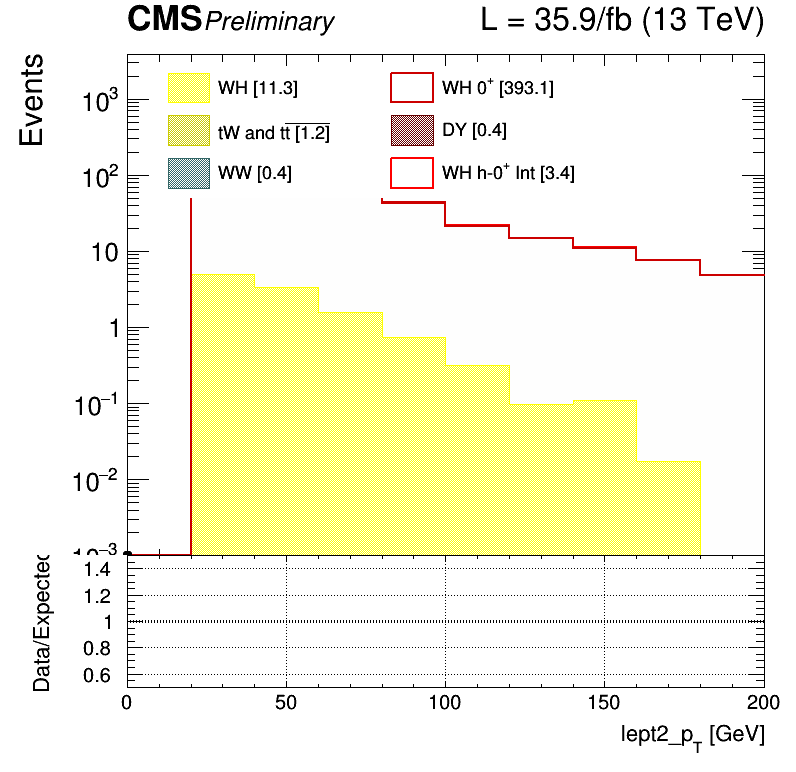 CMS Preliminary L = 35.9/fb (13 TeV)
Events
WH [11.3] WH 0+ [393.1]
tW and tt [1.2] DY [0.4]
WW [0.4] WH h-0+ Int [3.4]
10³
10²
10
1
10⁻¹
10⁻²
10⁻³
Data/Expected
1.4
1.2
1
0.8
0.6
0 50 100 150 200
lept2_pT [GeV]